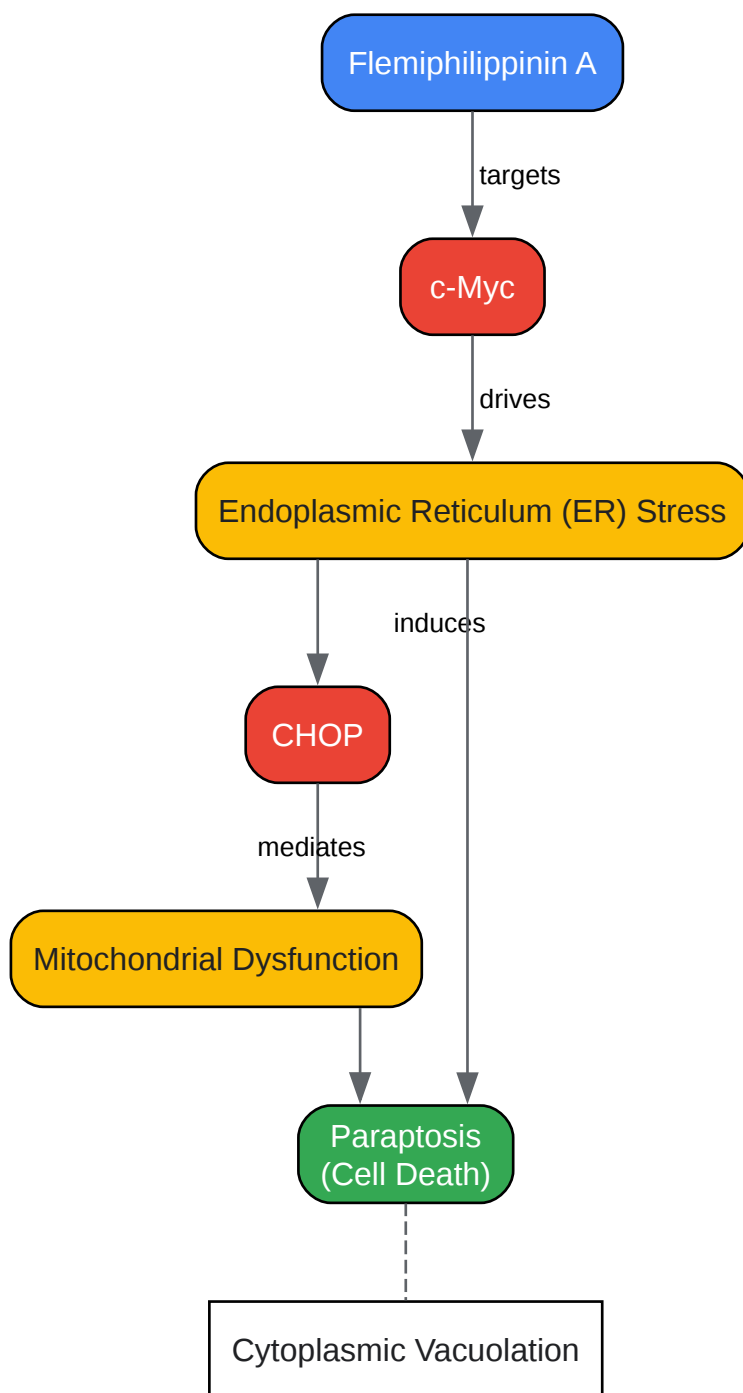 Flemiphilippinin A
targets
c-Myc
drives
Endoplasmic Reticulum (ER) Stress
induces
CHOP
mediates
Mitochondrial Dysfunction
Paraptosis
(Cell Death)
Cytoplasmic Vacuolation